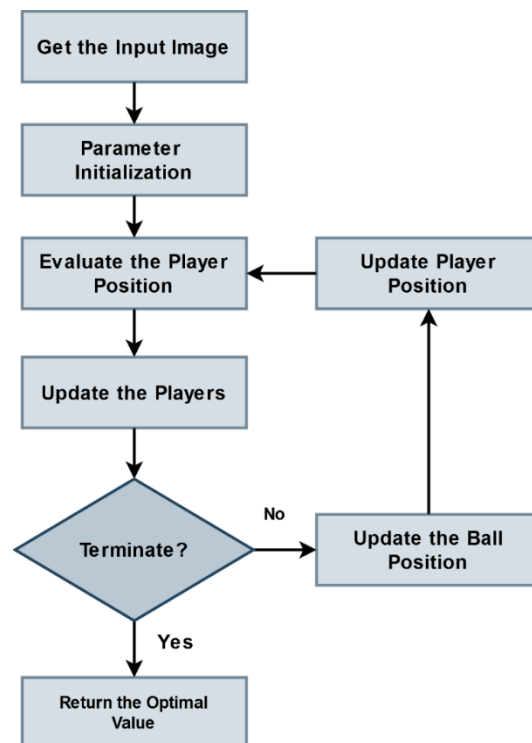 Get the Input Image
Parameter
Initialization
Evaluate the Player
Position
Update Player
Position
Update the Players
Terminate?
No
Update the Ball
Position
Yes
Return the Optimal
Value